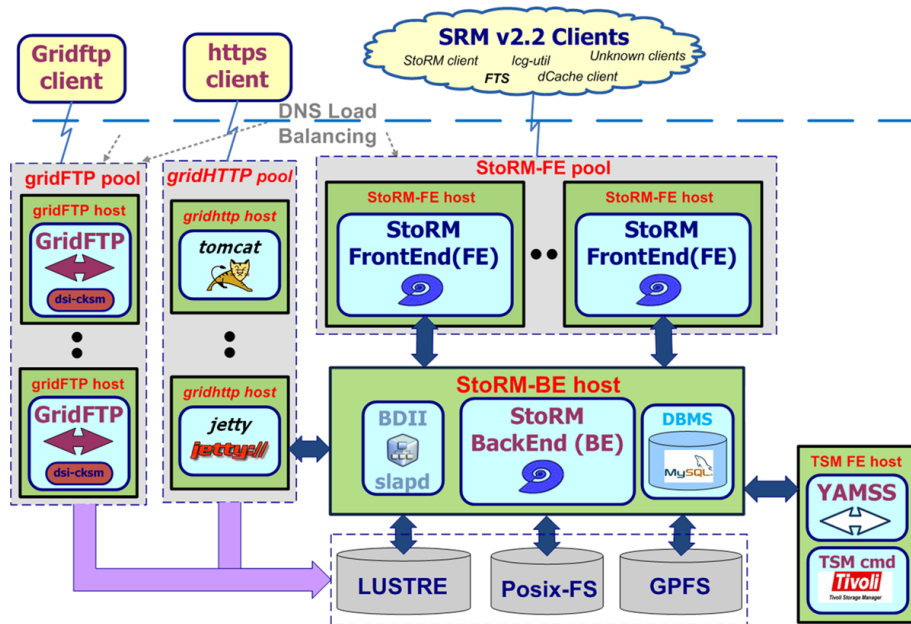 Gridftp
client
https
client
SRM v2.2 Clients
StoRM client
lcg-util
Unknown clients
FTS
dCache client
DNS Load
Balancing
gridFTP pool
gridHTTP pool
StoRM-FE pool
gridFTP host
GridFTP
dsi-cksm
gridhttp host
tomcat
StoRM-FE host
StoRM
FrontEnd(FE)
StoRM-FE host
StoRM
FrontEnd(FE)
gridFTP host
GridFTP
dsi-cksm
gridhttp host
jetty
jetty://
StoRM-BE host
BDII
slapd
StoRM
BackEnd (BE)
DBMS
MySQL
TSM FE host
YAMSS
TSM cmd
Tivoli
Tivoli Storage Manager
LUSTRE
Posix-FS
GPFS